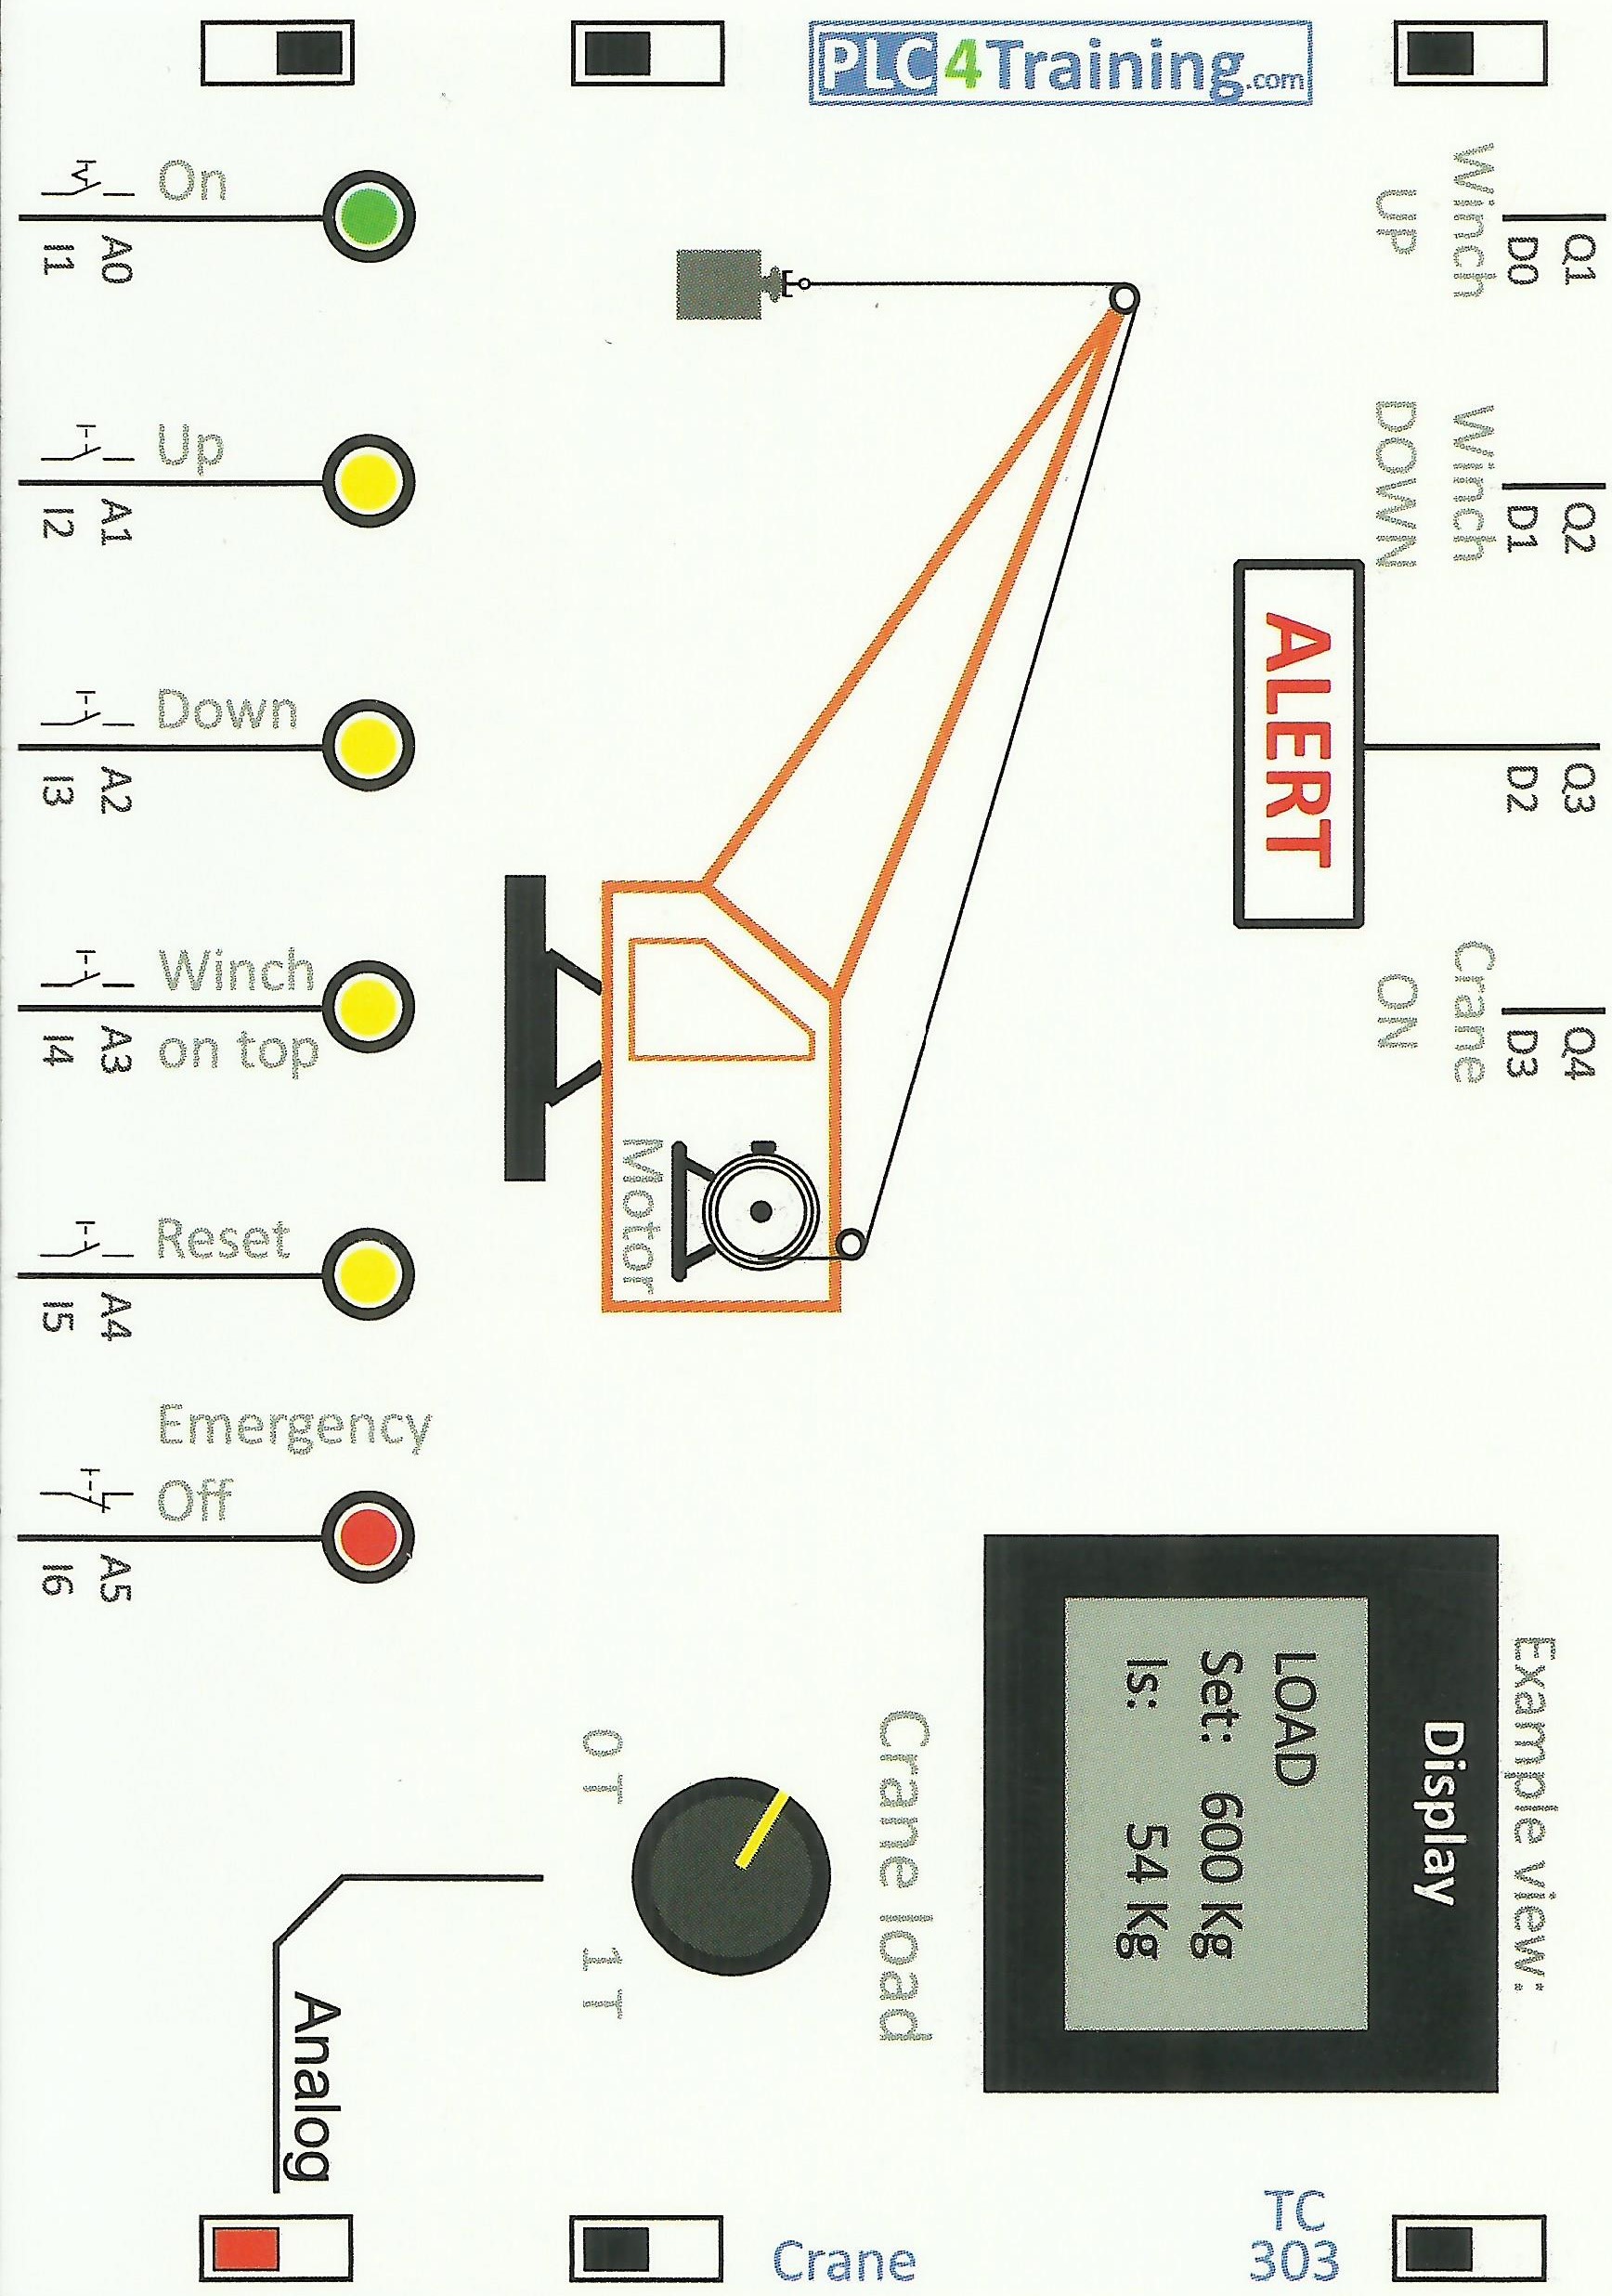 Q1
D0
Winch
UP
Q2
D1
Winch
DOWN
Q3
D2
ALERT
Q4
D3
Crane
ON
Example view:
Display
LOAD
Set: 600 Kg
Is: 54 Kg
TC
303
PLC4Training.com
Crane load
0 T 1 T
crane
Motor
Analog
On
A0
I1
Up
A1
I2
Down
A2
I3
Winch
on top
A3
I4
Reset
A4
I5
Emergency
Off
A5
I6